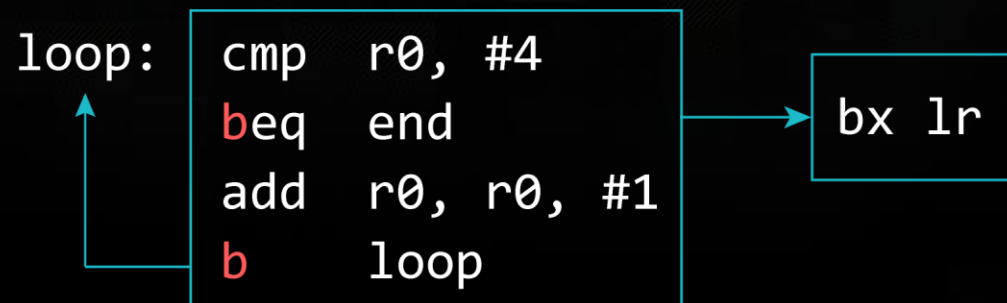 loop: cmp r0, #4
beq end
add r0, r0, #1
b loop
bx lr